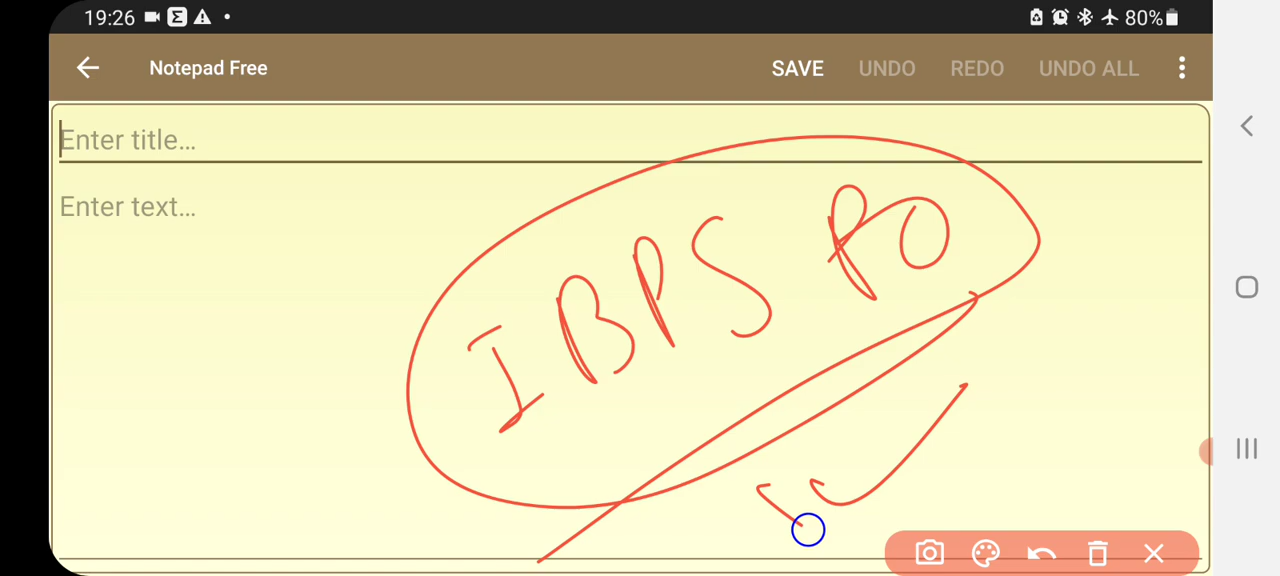 19:26 80%
Notepad Free SAVE UNDO REDO UNDO ALL
Enter title...
Enter text...
IBPS PO